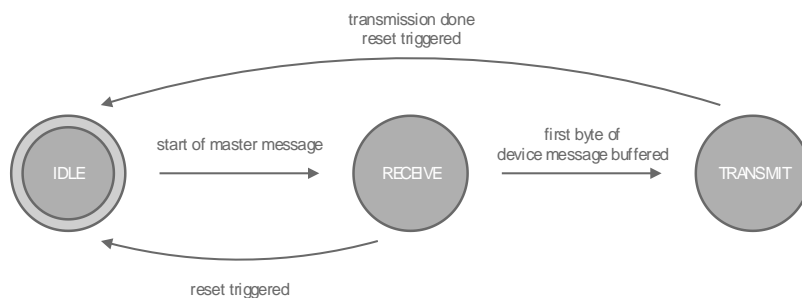 transmission done
reset triggered
start of master message
first byte of
device message buffered
IDLE
RECEIVE
TRANSMIT
reset triggered